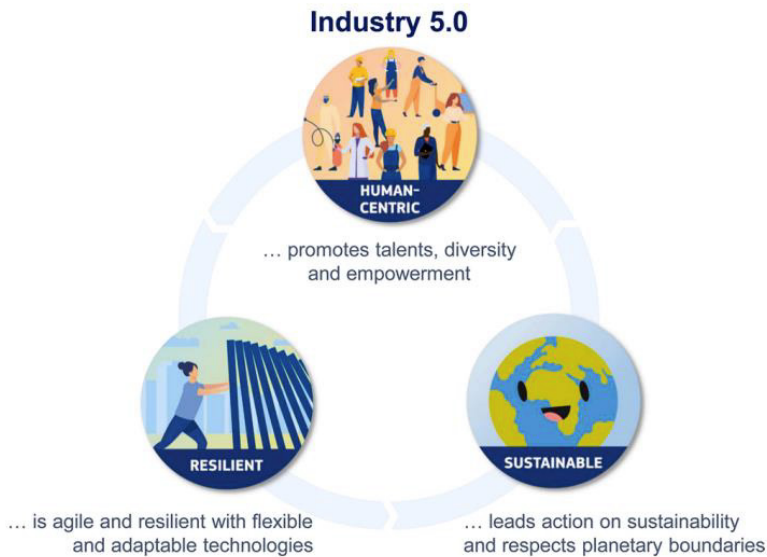 Industry 5.0
HUMAN-
CENTRIC
… promotes talents, diversity
and empowerment
RESILIENT
… is agile and resilient with flexible
and adaptable technologies
SUSTAINABLE
… leads action on sustainability
and respects planetary boundaries